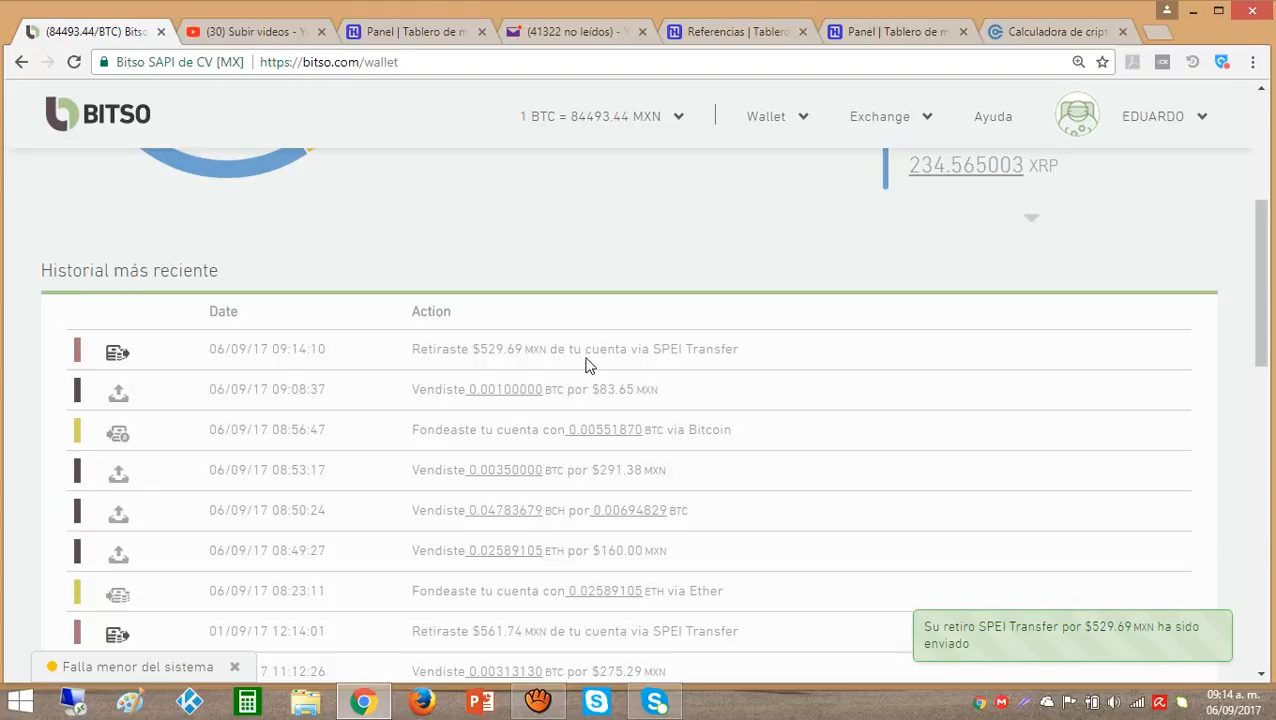 (84493.44/BTC) Bitso
(30) Subir videos - Y
Panel | Tablero de m
(41322 no leídos) - 
Referencias | Tablero
Panel | Tablero de m
Calculadora de cript
Bitso SAPI de CV [MX]
https://bitso.com/wallet
BITSO
1 BTC = 84493.44 MXN
Wallet
Exchange
Ayuda
EDUARDO
234.565003 XRP
Historial más reciente
Date
Action
06/09/17 09:14:10 Retiraste $529.69 MXN de tu cuenta via SPEI Transfer
06/09/17 09:08:37 Vendiste 0.00100000 BTC por $83.65 MXN
06/09/17 08:56:47 Fondeaste tu cuenta con 0.00551870 BTC via Bitcoin
06/09/17 08:53:17 Vendiste 0.00350000 BTC por $291.38 MXN
06/09/17 08:50:24 Vendiste 0.04783679 BCH por 0.00694829 BTC
06/09/17 08:49:27 Vendiste 0.02589105 ETH por $160.00 MXN
06/09/17 08:23:11 Fondeaste tu cuenta con 0.02589105 ETH via Ether
01/09/17 12:14:01 Retiraste $561.74 MXN de tu cuenta via SPEI Transfer
7 11:12:26 Vendiste 0.00313130 BTC por $275.29 MXN
Su retiro SPEI Transfer por $529.69 MXN ha sido
enviado
Falla menor del sistema
09:14 a. m.
06/09/2017